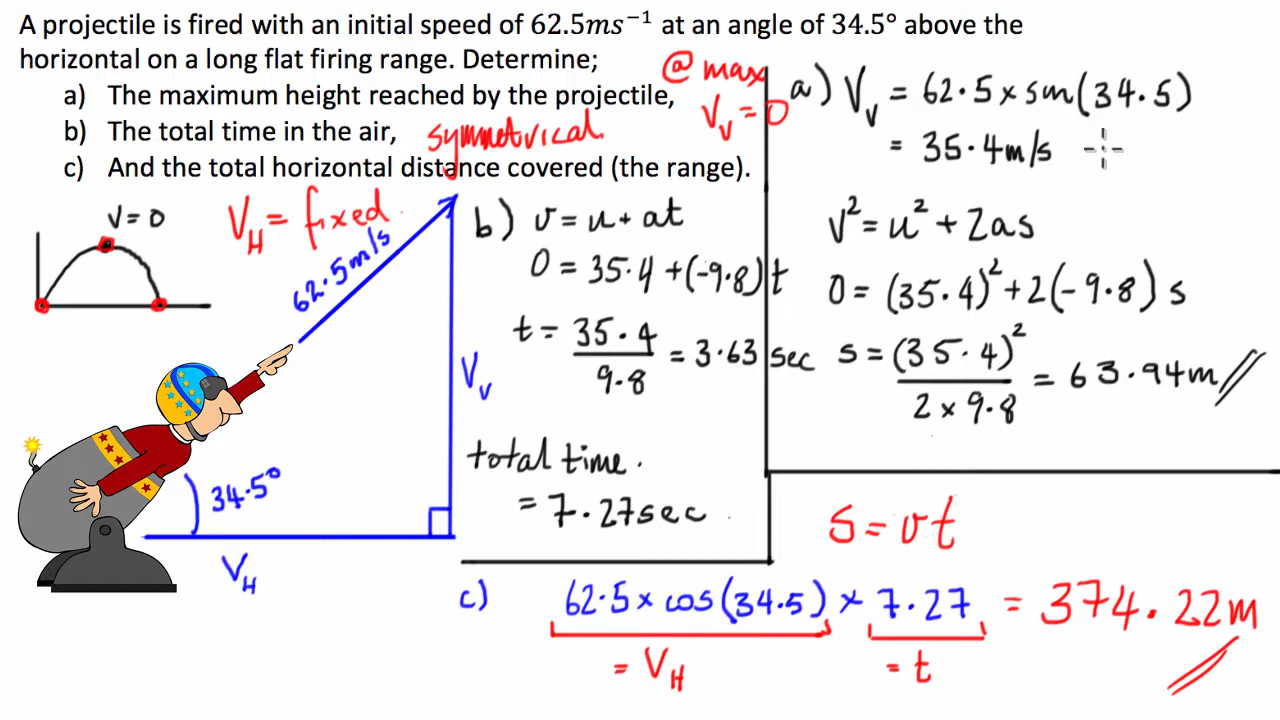 A projectile is fired with an initial speed of 62.5ms⁻¹ at an angle of 34.5° above the
horizontal on a long flat firing range. Determine;
a) The maximum height reached by the projectile,
b) The total time in the air,
c) And the total horizontal distance covered (the range).
@ max
V_V = 0
symmetrical
V_H = fixed.
V=0
62.5m/s
V_V
34.5°
V_H
a) V_V = 62.5 × sin(34.5)
= 35.4m/s
V² = u² + 2as
0 = (35.4)² + 2(-9.8) s
s = (35.4)² / 2 × 9.8 = 63.94m
b) v = u + at
0 = 35.4 + (-9.8) t
t = 35.4 / 9.8 = 3.63 sec
total time.
= 7.27sec
s = vt
c) 62.5 × cos(34.5) × 7.27 = 374.22m
= V_H
= t